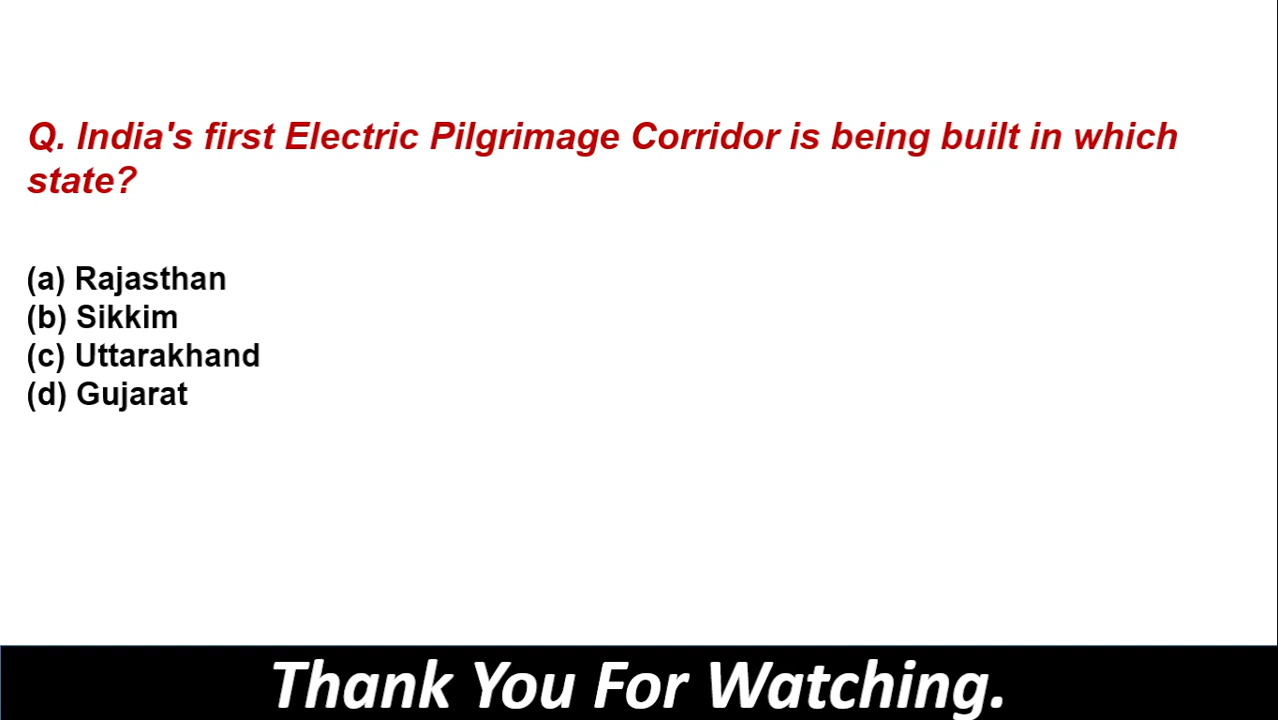 Q. India's first Electric Pilgrimage Corridor is being built in which
state?
(a) Rajasthan
(b) Sikkim
(c) Uttarakhand
(d) Gujarat
Thank You For Watching.